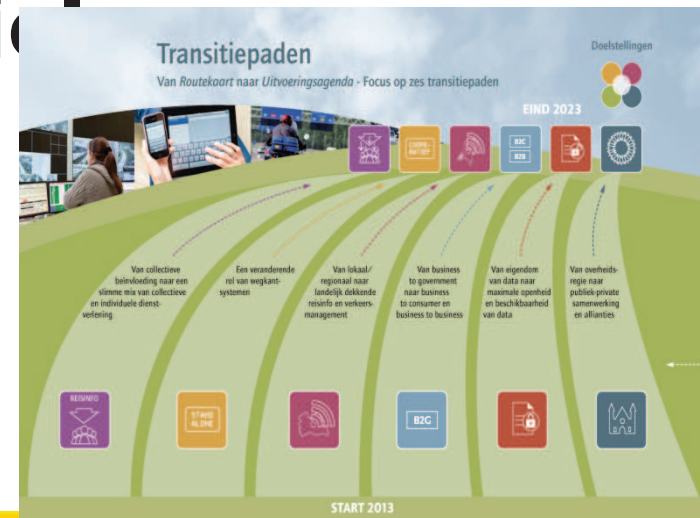 Transitiepaden
Van Routekaart naar Uitvoeringsagenda - Focus op zes transitiepaden
Doelstellingen
EIND 2023
COOPE-
RATIEF
B2C
B2B
Van collectieve
beïnvloeding naar een
slimme mix van collectieve
en individuele dienst-
verlening
Een veranderende
rol van wegkant-
systemen
Van lokaal/
regionaal naar
landelijk dekkende
reisinfo en verkeers-
management
Van business
to government
naar business
to consumer en
business to business
Van eigendom
van data naar
maximale openheid
en beschikbaarheid
van data
Van overheids-
regie naar
publiek-private
samenwerking
en allianties
REISINFO
STAND
ALONE
B2G
START 2013